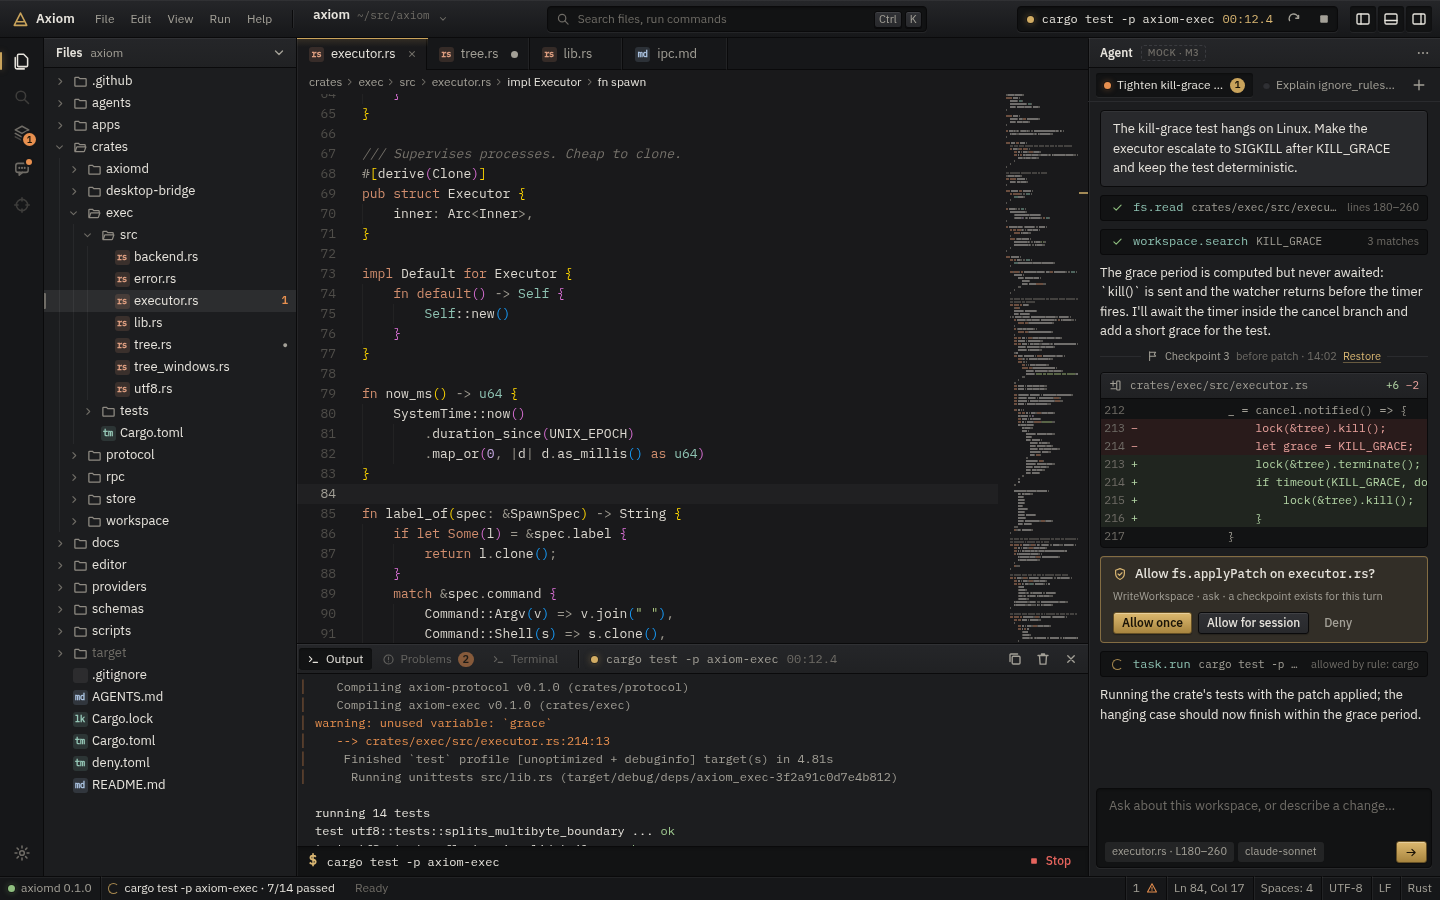 Axiom File Edit View Run Help
axiom ~/src/axiom
Search files, run commands Ctrl K
cargo test -p axiom-exec 00:12.4
Files axiom
.github
agents
apps
crates
axiomd
desktop-bridge
exec
src
rs backend.rs
rs error.rs
rs executor.rs 1
rs lib.rs
rs tree.rs
rs tree_windows.rs
rs utf8.rs
tests
tm Cargo.toml
protocol
rpc
store
workspace
docs
editor
providers
schemas
scripts
target
.gitignore
md AGENTS.md
lk Cargo.lock
tm Cargo.toml
tm deny.toml
md README.md
1
rs executor.rs ×
rs tree.rs
rs lib.rs
md ipc.md
crates > exec > src > executor.rs > impl Executor > fn spawn
64 }
65 }
66
67 /// Supervises processes. Cheap to clone.
68 #[derive(Clone)]
69 pub struct Executor {
70 inner: Arc<Inner>,
71 }
72
73 impl Default for Executor {
74 fn default() -> Self {
75 Self::new()
76 }
77 }
78
79 fn now_ms() -> u64 {
80 SystemTime::now()
81 .duration_since(UNIX_EPOCH)
82 .map_or(0, |d| d.as_millis() as u64)
83 }
84
85 fn label_of(spec: &SpawnSpec) -> String {
86 if let Some(l) = &spec.label {
87 return l.clone();
88 }
89 match &spec.command {
90 Command::Argv(v) => v.join(" "),
91 Command::Shell(s) => s.clone(),
Output Problems 2 Terminal cargo test -p axiom-exec 00:12.4
Compiling axiom-protocol v0.1.0 (crates/protocol)
Compiling axiom-exec v0.1.0 (crates/exec)
warning: unused variable: `grace`
--> crates/exec/src/executor.rs:214:13
Finished `test` profile [unoptimized + debuginfo] target(s) in 4.81s
Running unittests src/lib.rs (target/debug/deps/axiom_exec-3f2a91c0d7e4b812)
running 14 tests
test utf8::tests::splits_multibyte_boundary ... ok
$ cargo test -p axiom-exec Stop
Agent MOCK · M3
Tighten kill-grace ... 1 Explain ignore_rules...
The kill-grace test hangs on Linux. Make the
executor escalate to SIGKILL after KILL_GRACE
and keep the test deterministic.
fs.read crates/exec/src/execu... lines 180–260
workspace.search KILL_GRACE 3 matches
The grace period is computed but never awaited:
`kill()` is sent and the watcher returns before the timer
fires. I'll await the timer inside the cancel branch and
add a short grace for the test.
Checkpoint 3 before patch · 14:02 Restore
crates/exec/src/executor.rs +6 −2
212 _ = cancel.notified() => {
213 − lock(&tree).kill();
214 − let grace = KILL_GRACE;
213 + lock(&tree).terminate();
214 + if timeout(KILL_GRACE, do
215 + lock(&tree).kill();
216 + }
217 }
Allow fs.applyPatch on executor.rs?
WriteWorkspace · ask · a checkpoint exists for this turn
Allow once Allow for session Deny
task.run cargo test -p … allowed by rule: cargo
Running the crate's tests with the patch applied; the
hanging case should now finish within the grace period.
Ask about this workspace, or describe a change...
executor.rs · L180–260 claude-sonnet
axiomd 0.1.0 cargo test -p axiom-exec · 7/14 passed Ready
1 Ln 84, Col 17 Spaces: 4 UTF-8 LF Rust